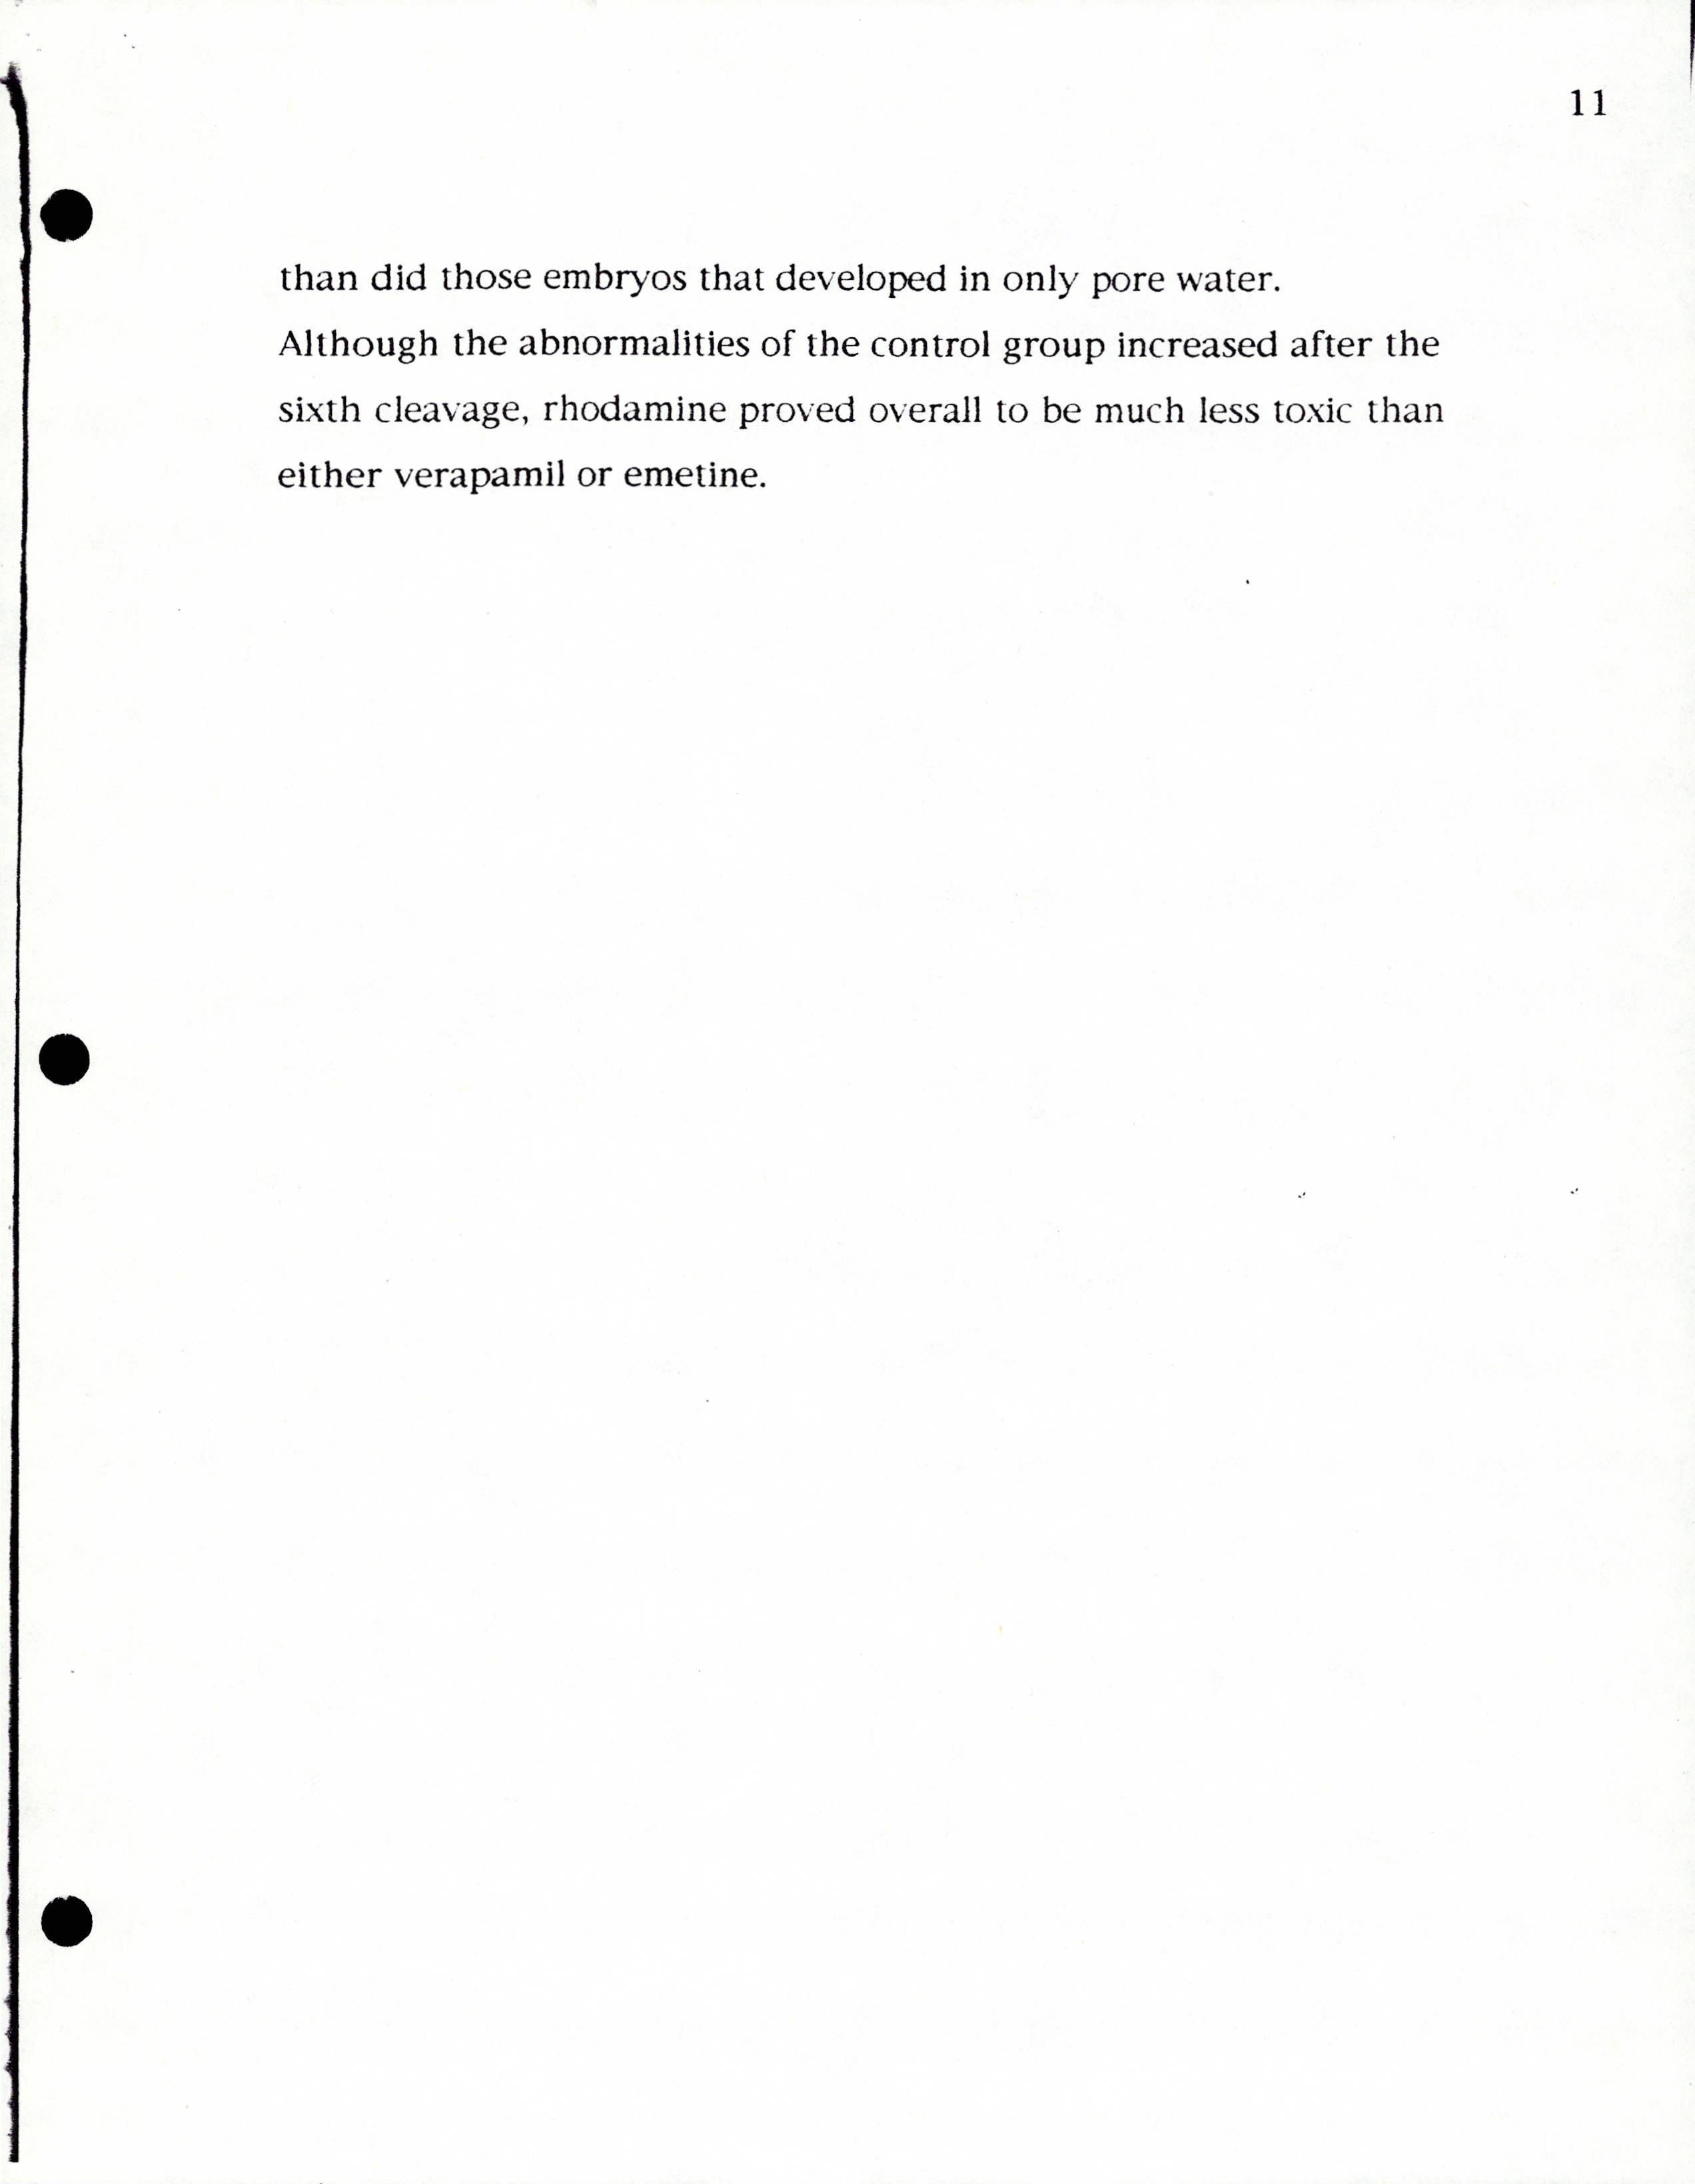 11
than did those embryos that developed in only pore water.
Although the abnormalities of the control group increased after the
sixth cleavage, rhodamine proved overall to be much less toxic than
either verapamil or emetine.